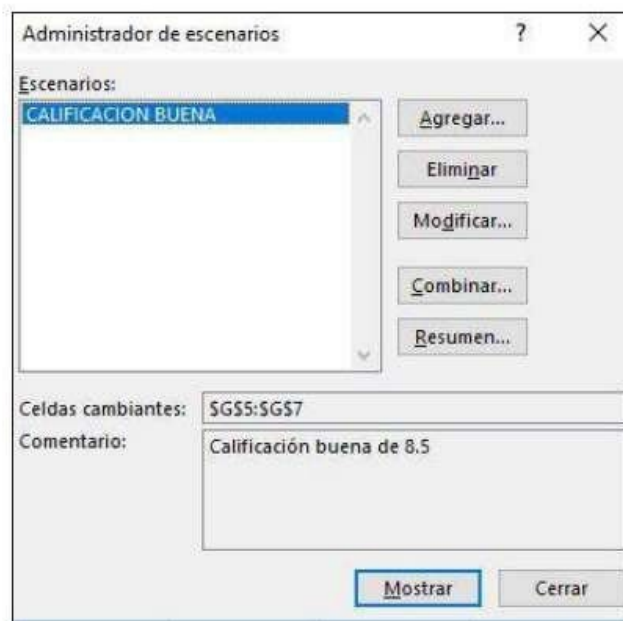 Administrador de escenarios ? ×
Escenarios:
CALIFICACION BUENA
Agregar...
Eliminar
Modificar...
Combinar...
Resumen...
Celdas cambiantes: $G$5:$G$7
Comentario: Calificación buena de 8.5
Mostrar Cerrar